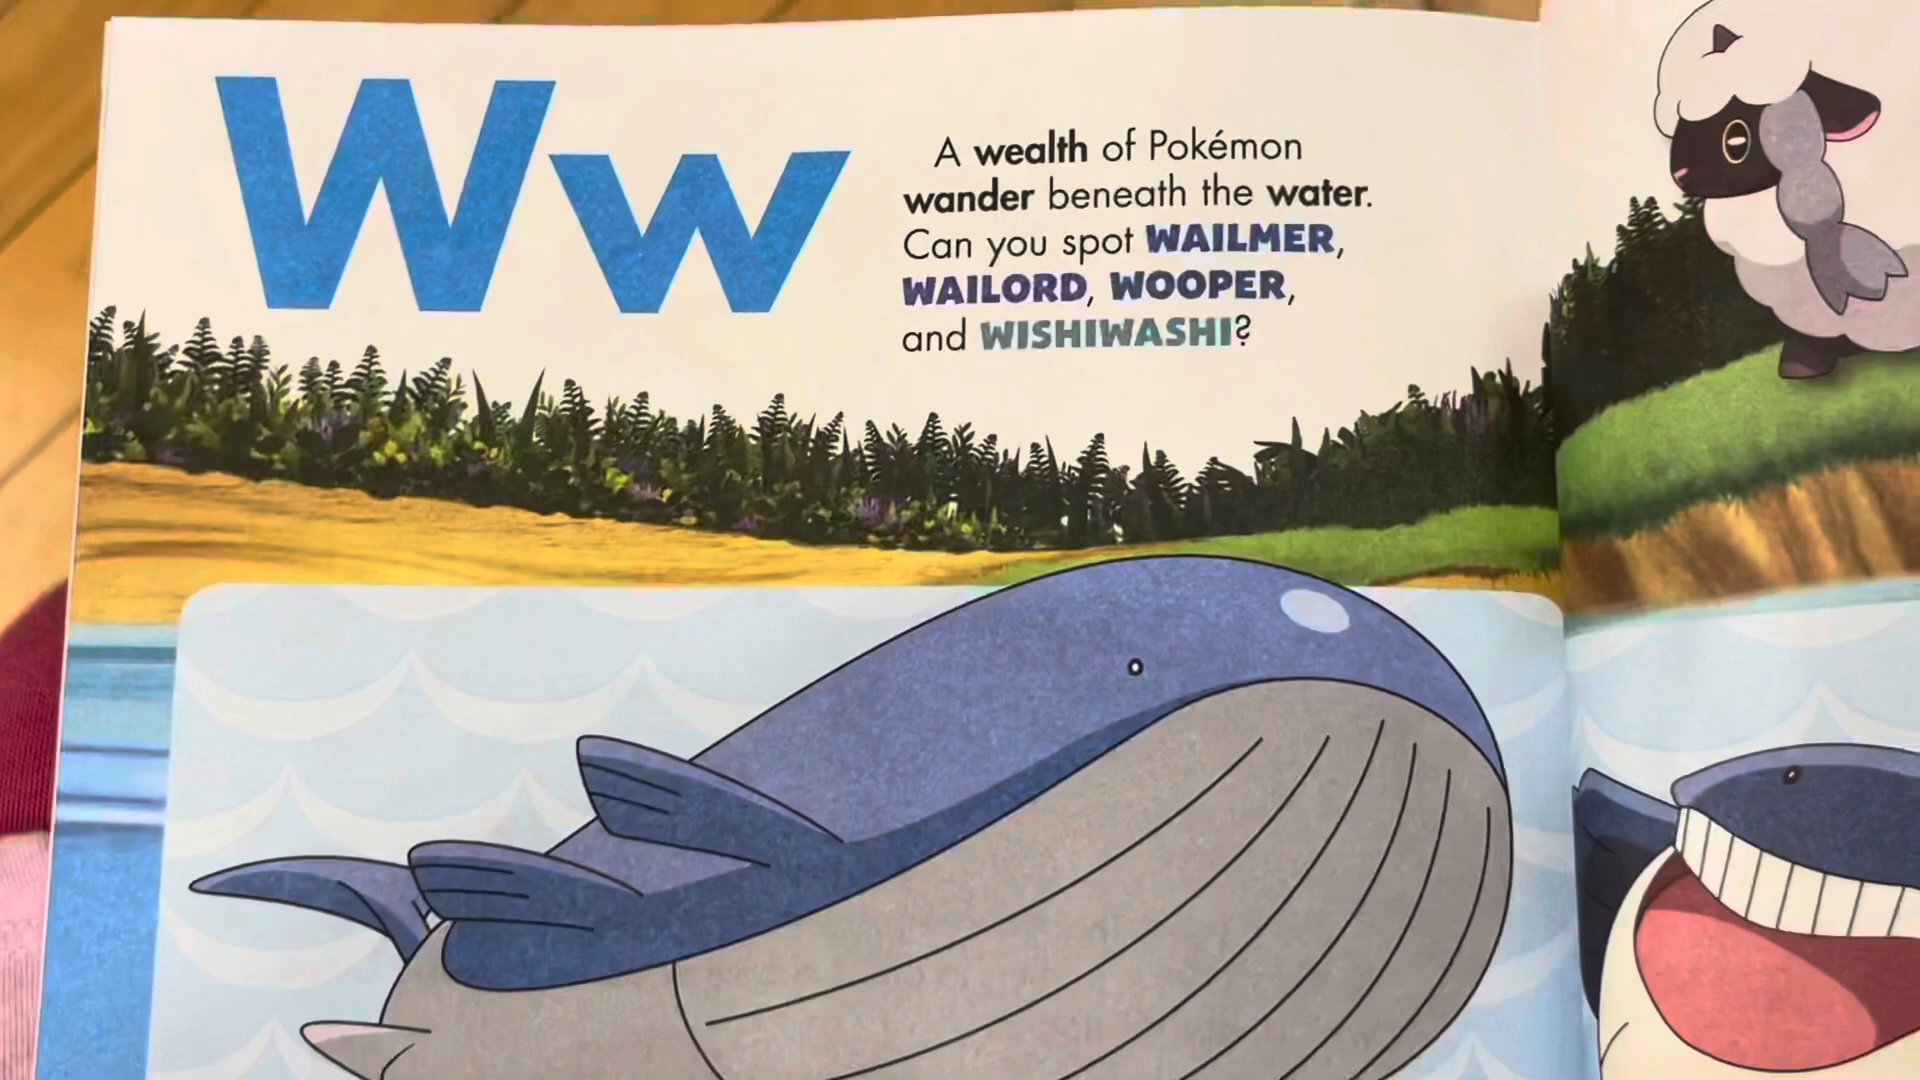 Ww
A wealth of Pokémon
wander beneath the water.
Can you spot WAILMER,
WAILORD, WOOPER,
and WISHIWASHI?